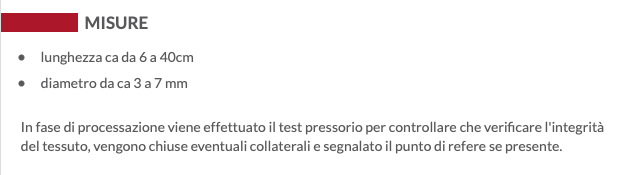 MISURE
• lunghezza ca da 6 a 40cm
• diametro da ca 3 a 7 mm
In fase di processazione viene effettuato il test pressorio per controllare che verificare l'integrità
del tessuto, vengono chiuse eventuali collaterali e segnalato il punto di refere se presente.